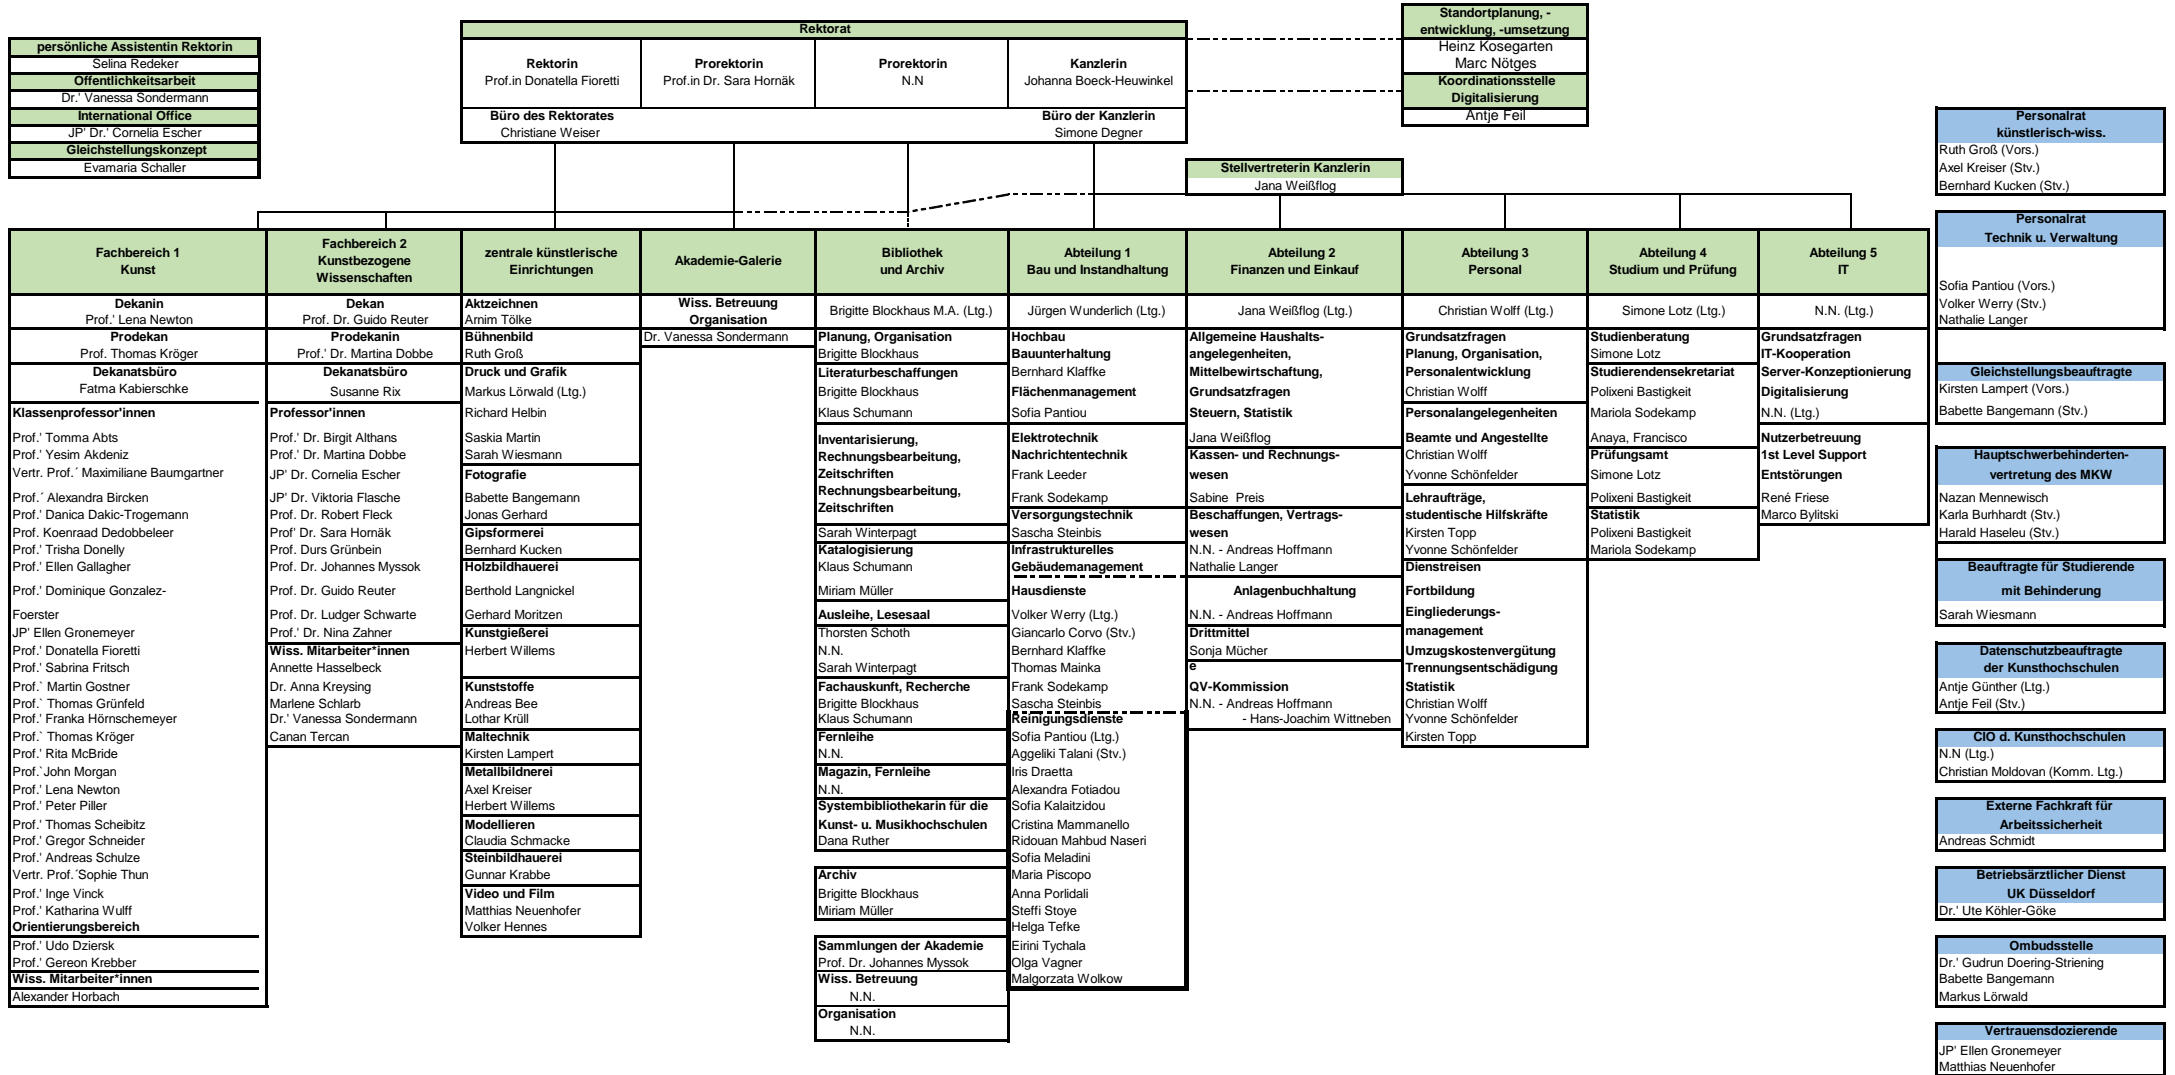 persönliche Assistentin Rektorin
Selina Redeker
Öffentlichkeitsarbeit
Dr.' Vanessa Sondermann
International Office
JP' Dr.' Cornelia Escher
Gleichstellungskonzept
Evamaria Schaller
Rektorat
Rektorin
Prof.in Donatella Fioretti
Prorektorin
Prof.in Dr. Sara Hornäk
Prorektorin
N.N
Kanzlerin
Johanna Boeck-Heuwinkel
Büro des Rektorates
Christiane Weiser
Büro der Kanzlerin
Simone Degner
Standortplanung, -
entwicklung, -umsetzung
Heinz Kosegarten
Marc Nötges
Koordinationsstelle
Digitalisierung
Antje Feil
Stellvertreterin Kanzlerin
Jana Weißflog
Fachbereich 1
Kunst
Dekanin
Prof.' Lena Newton
Prodekan
Prof. Thomas Kröger
Dekanatsbüro
Fatma Kabierschke
Klassenprofessor'innen
Prof.' Tomma Abts
Prof.' Yesim Akdeniz
Vertr. Prof.´ Maximiliane Baumgartner
Prof.´ Alexandra Bircken
Prof.' Danica Dakic-Trogemann
Prof. Koenraad Dedobbeleer
Prof.' Trisha Donelly
Prof.' Ellen Gallagher
Prof.' Dominique Gonzalez-
Foerster
JP' Ellen Gronemeyer
Prof.' Donatella Fioretti
Prof.' Sabrina Fritsch
Prof.` Martin Gostner
Prof.` Thomas Grünfeld
Prof.' Franka Hörnschemeyer
Prof.` Thomas Kröger
Prof.' Rita McBride
Prof.`John Morgan
Prof.' Lena Newton
Prof.' Peter Piller
Prof.' Thomas Scheibitz
Prof.' Gregor Schneider
Prof.' Andreas Schulze
Vertr. Prof.´Sophie Thun
Prof.' Inge Vinck
Prof.' Katharina Wulff
Orientierungsbereich
Prof.' Udo Dziersk
Prof.' Gereon Krebber
Wiss. Mitarbeiter*innen
Alexander Horbach
Fachbereich 2
Kunstbezogene
Wissenschaften
Dekan
Prof. Dr. Guido Reuter
Prodekanin
Prof.' Dr. Martina Dobbe
Dekanatsbüro
Susanne Rix
Professor'innen
Prof.' Dr. Birgit Althans
Prof.' Dr. Martina Dobbe
JP' Dr. Cornelia Escher
JP' Dr. Viktoria Flasche
Prof. Dr. Robert Fleck
Prof' Dr. Sara Hornäk
Prof. Durs Grünbein
Prof. Dr. Johannes Myssok
Prof. Dr. Guido Reuter
Prof. Dr. Ludger Schwarte
Prof.' Dr. Nina Zahner
Wiss. Mitarbeiter*innen
Annette Hasselbeck
Dr. Anna Kreysing
Marlene Schlarb
Dr.' Vanessa Sondermann
Canan Tercan
zentrale künstlerische
Einrichtungen
Aktzeichnen
Arnim Tölke
Bühnenbild
Ruth Groß
Druck und Grafik
Markus Lörwald (Ltg.)
Richard Helbin
Saskia Martin
Sarah Wiesmann
Fotografie
Babette Bangemann
Jonas Gerhard
Gipsformerei
Bernhard Kucken
Holzbildhauerei
Berthold Langnickel
Gerhard Moritzen
Kunstgießerei
Herbert Willems
Kunststoffe
Andreas Bee
Lothar Krüll
Maltechnik
Kirsten Lampert
Metallbildnerei
Axel Kreiser
Herbert Willems
Modellieren
Claudia Schmacke
Steinbildhauerei
Gunnar Krabbe
Video und Film
Matthias Neuenhofer
Volker Hennes
Akademie-Galerie
Wiss. Betreuung
Organisation
Dr. Vanessa Sondermann
Bibliothek
und Archiv
Brigitte Blockhaus M.A. (Ltg.)
Planung, Organisation
Brigitte Blockhaus
Literaturbeschaffungen
Brigitte Blockhaus
Klaus Schumann
Inventarisierung,
Rechnungsbearbeitung,
Zeitschriften
Rechnungsbearbeitung,
Zeitschriften
Sarah Winterpagt
Katalogisierung
Klaus Schumann
Miriam Müller
Ausleihe, Lesesaal
Thorsten Schoth
N.N.
Sarah Winterpagt
Fachauskunft, Recherche
Brigitte Blockhaus
Klaus Schumann
Fernleihe
N.N.
Magazin, Fernleihe
N.N.
Systembibliothekarin für die
Kunst- u. Musikhochschulen
Dana Ruther
Archiv
Brigitte Blockhaus
Miriam Müller
Sammlungen der Akademie
Prof. Dr. Johannes Myssok
Wiss. Betreuung
N.N.
Organisation
N.N.
Abteilung 1
Bau und Instandhaltung
Jürgen Wunderlich (Ltg.)
Hochbau
Bauunterhaltung
Bernhard Klaffke
Flächenmanagement
Sofia Pantiou
Elektrotechnik
Nachrichtentechnik
Frank Leeder
Frank Sodekamp
Versorgungstechnik
Sascha Steinbis
Infrastrukturelles
Gebäudemanagement
Hausdienste
Volker Werry (Ltg.)
Giancarlo Corvo (Stv.)
Bernhard Klaffke
Thomas Mainka
Frank Sodekamp
Sascha Steinbis
Reinigungsdienste
Sofia Pantiou (Ltg.)
Aggeliki Talani (Stv.)
Iris Draetta
Alexandra Fotiadou
Sofia Kalaitzidou
Cristina Mammanello
Ridouan Mahbud Naseri
Sofia Meladini
Maria Piscopo
Anna Porlidali
Steffi Stoye
Helga Tefke
Eirini Tychala
Olga Vagner
Malgorzata Wolkow
Abteilung 2
Finanzen und Einkauf
Jana Weißflog (Ltg.)
Allgemeine Haushalts-
angelegenheiten,
Mittelbewirtschaftung,
Grundsatzfragen
Steuern, Statistik
Jana Weißflog
Kassen- und Rechnungs-
wesen
Sabine Preis
Beschaffungen, Vertrags-
wesen
N.N. - Andreas Hoffmann
Nathalie Langer
Anlagenbuchhaltung
N.N. - Andreas Hoffmann
Drittmittel
Sonja Mücher
e
QV-Kommission
N.N. - Andreas Hoffmann
- Hans-Joachim Wittneben
Abteilung 3
Personal
Christian Wolff (Ltg.)
Grundsatzfragen
Planung, Organisation,
Personalentwicklung
Christian Wolff
Personalangelegenheiten
Beamte und Angestellte
Christian Wolff
Yvonne Schönfelder
Lehraufträge,
studentische Hilfskräfte
Kirsten Topp
Yvonne Schönfelder
Dienstreisen
Fortbildung
Eingliederungs-
management
Umzugskostenvergütung
Trennungsentschädigung
Statistik
Christian Wolff
Yvonne Schönfelder
Kirsten Topp
Abteilung 4
Studium und Prüfung
Simone Lotz (Ltg.)
Studienberatung
Simone Lotz
Studierendensekretariat
Polixeni Bastigkeit
Mariola Sodekamp
Anaya, Francisco
Prüfungsamt
Simone Lotz
Polixeni Bastigkeit
Statistik
Polixeni Bastigkeit
Mariola Sodekamp
Abteilung 5
IT
N.N. (Ltg.)
Grundsatzfragen
IT-Kooperation
Server-Konzeptionierung
Digitalisierung
N.N. (Ltg.)
Nutzerbetreuung
1st Level Support
Entstörungen
René Friese
Marco Bylitski
Personalrat
künstlerisch-wiss.
Ruth Groß (Vors.)
Axel Kreiser (Stv.)
Bernhard Kucken (Stv.)
Personalrat
Technik u. Verwaltung
Sofia Pantiou (Vors.)
Volker Werry (Stv.)
Nathalie Langer
Gleichstellungsbeauftragte
Kirsten Lampert (Vors.)
Babette Bangemann (Stv.)
Hauptschwerbehinderten-
vertretung des MKW
Nazan Mennewisch
Karla Burhhardt (Stv.)
Harald Haseleu (Stv.)
Beauftragte für Studierende
mit Behinderung
Sarah Wiesmann
Datenschutzbeauftragte
der Kunsthochschulen
Antje Günther (Ltg.)
Antje Feil (Stv.)
CIO d. Kunsthochschulen
N.N (Ltg.)
Christian Moldovan (Komm. Ltg.)
Externe Fachkraft für
Arbeitssicherheit
Andreas Schmidt
Betriebsärztlicher Dienst
UK Düsseldorf
Dr.' Ute Köhler-Göke
Ombudsstelle
Dr.' Gudrun Doering-Striening
Babette Bangemann
Markus Lörwald
Vertrauensdozierende
JP' Ellen Gronemeyer
Matthias Neuenhofer